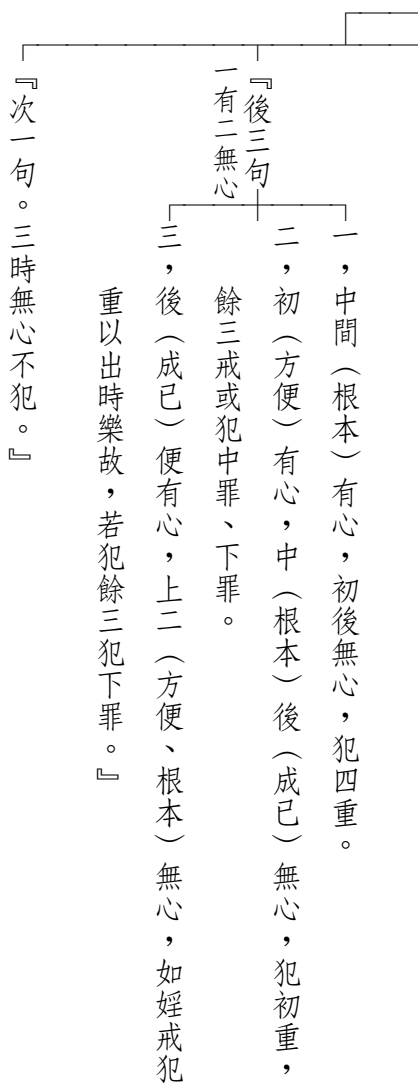 『後三句
一有二無心
一，中間（根本）有心，初後無心，犯四重。
二，初（方便）有心，中（根本）後（成已）無心，犯初重，
餘三戒或犯中罪、下罪。
三，後（成已）便有心，上二（方便、根本）無心，如婬戒犯
重以出時樂故，若犯餘三犯下罪。』
『次一句。三時無心不犯。』